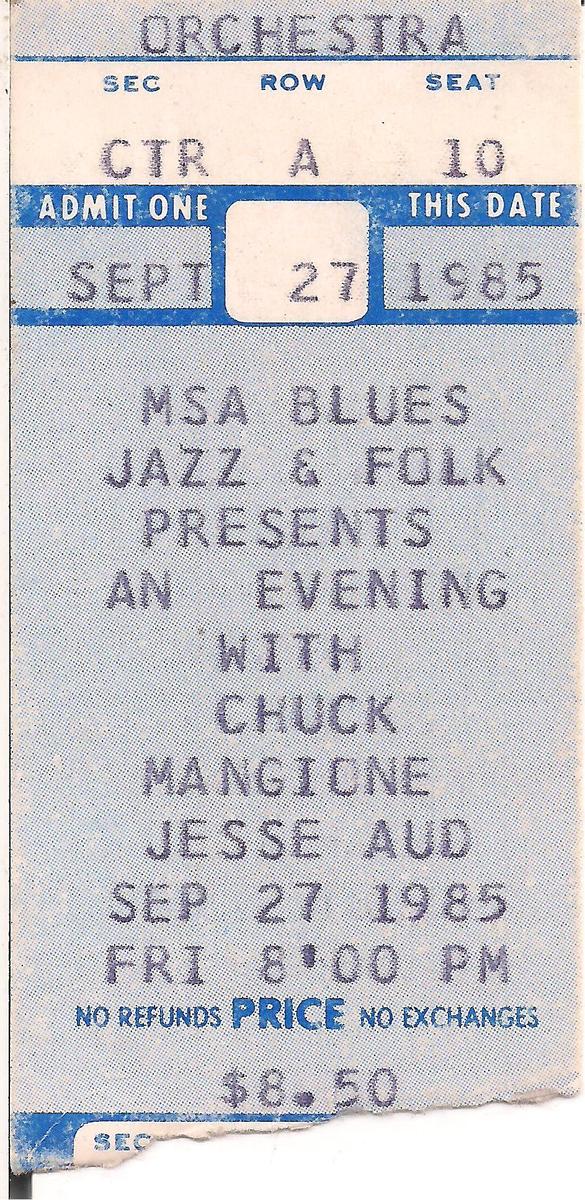 ORCHESTRA
SEC ROW SEAT
CTR A 10
ADMIT ONE THIS DATE
SEPT 27 1985
MSA BLUES
JAZZ & FOLK
PRESENTS
AN EVENING
WITH
CHUCK
MANGIONE
JESSE AUD
SEP 27 1985
FRI 8'00 PM
NO REFUNDS PRICE NO EXCHANGES
$8.50
SEC